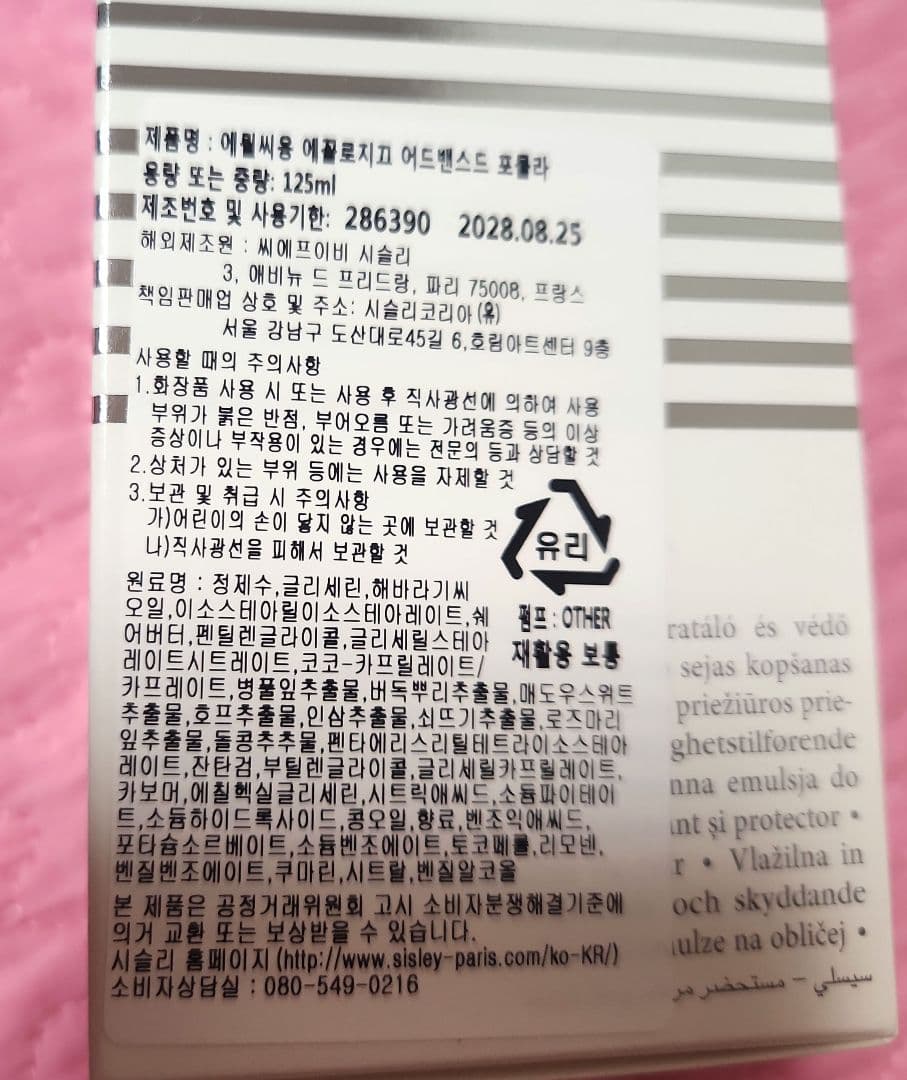 제품명 : 에뮐씨용 에꼴로지끄 어드밴스드 포뮬라
용량 또는 중량: 125ml
제조번호 및 사용기한: 286390 2028.08.25
해외제조원 : 씨에프이비 시슬리
3, 애비뉴 드 프리드랑, 파리 75008, 프랑스
책임판매업 상호 및 주소: 시슬리코리아(유)
서울 강남구 도산대로45길 6,호림아트센터 9층
사용할 때의 주의사항
1.화장품 사용 시 또는 사용 후 직사광선에 의하여 사용
부위가 붉은 반점, 부어오름 또는 가려움증 등의 이상
증상이나 부작용이 있는 경우에는 전문의 등과 상담할 것
2.상처가 있는 부위 등에는 사용을 자제할 것
3.보관 및 취급 시 주의사항
가)어린이의 손이 닿지 않는 곳에 보관할 것
나)직사광선을 피해서 보관할 것
유리
펌프:OTHER
재활용 보통
원료명 : 정제수,글리세린,해바라기씨
오일,이소스테아릴이소스테아레이트,쉐
어버터,펜틸렌글라이콜,글리세릴스테아
레이트시트레이트,코코-카프릴레이트/
카프레이트,병풀잎추출물,버독뿌리추출물,매도우스위트
추출물,호프추출물,인삼추출물,쇠뜨기추출물,로즈마리
잎추출물,돌콩추추물,펜타에리스리틸테트라이소스테아
레이트,잔탄검,부틸렌글라이콜,글리세릴카프릴레이트,
카보머,에칠헥실글리세린,시트릭애씨드,소듐파이테이
트,소듐하이드록사이드,콩오일,향료,벤조익애씨드,
포타슘소르베이트,소듐벤조에이트,토코페롤,리모넨,
벤질벤조에이트,쿠마린,시트랄,벤질알코올
본 제품은 공정거래위원회 고시 소비자분쟁해결기준에
의거 교환 또는 보상받을 수 있습니다.
시슬리 홈페이지(http://www.sisley-paris.com/ko-KR/)
소비자상담실 : 080-549-0216
ratáló és védő
sejas kopšanas
priežiūros prie-
ghetstilførende
nna emulsja do
ant și protector •
r • Vlažilna in
och skyddande
ulze na obličej •
سيسلي – مستحضر مر